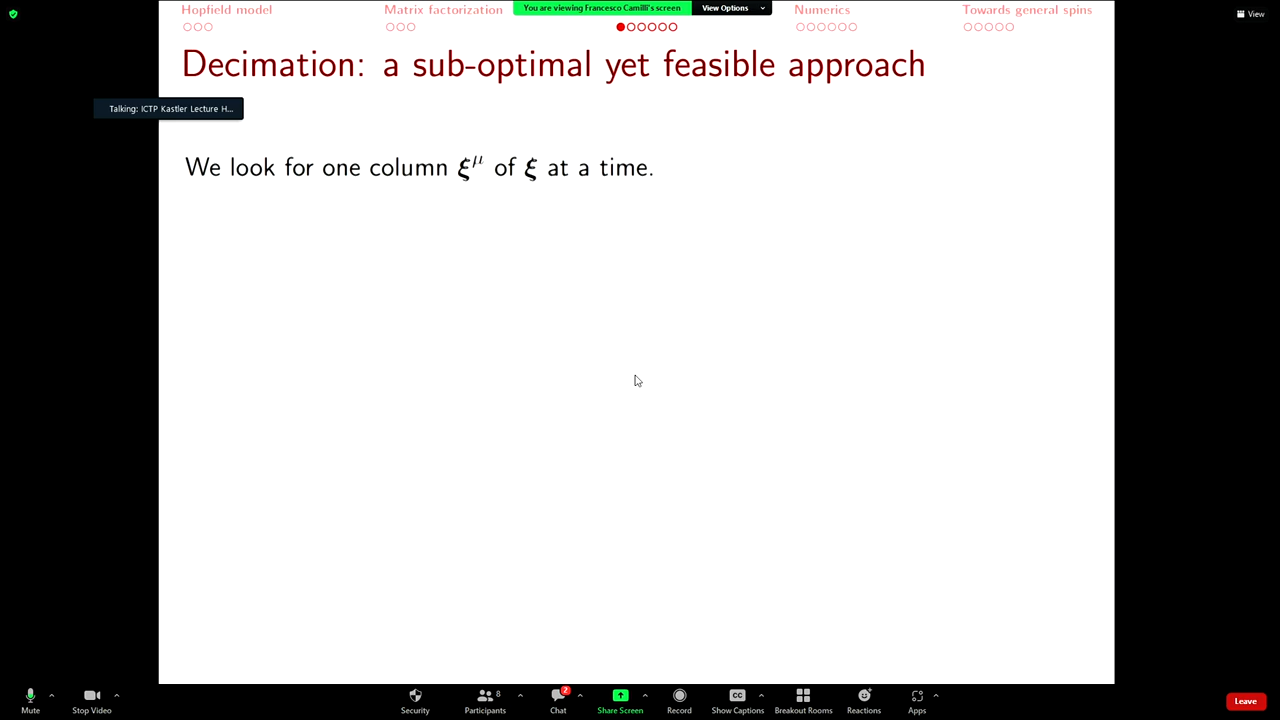 Hopfield model Matrix factorization Numerics Towards general spins
You are viewing Francesco Camilli's screen View Options
View
Decimation: a sub-optimal yet feasible approach
Talking: ICTP Kastler Lecture H...
We look for one column ξ^μ of ξ at a time.
2
8
Mute Stop Video Security Participants Chat Share Screen Record Show Captions Breakout Rooms Reactions Apps Leave